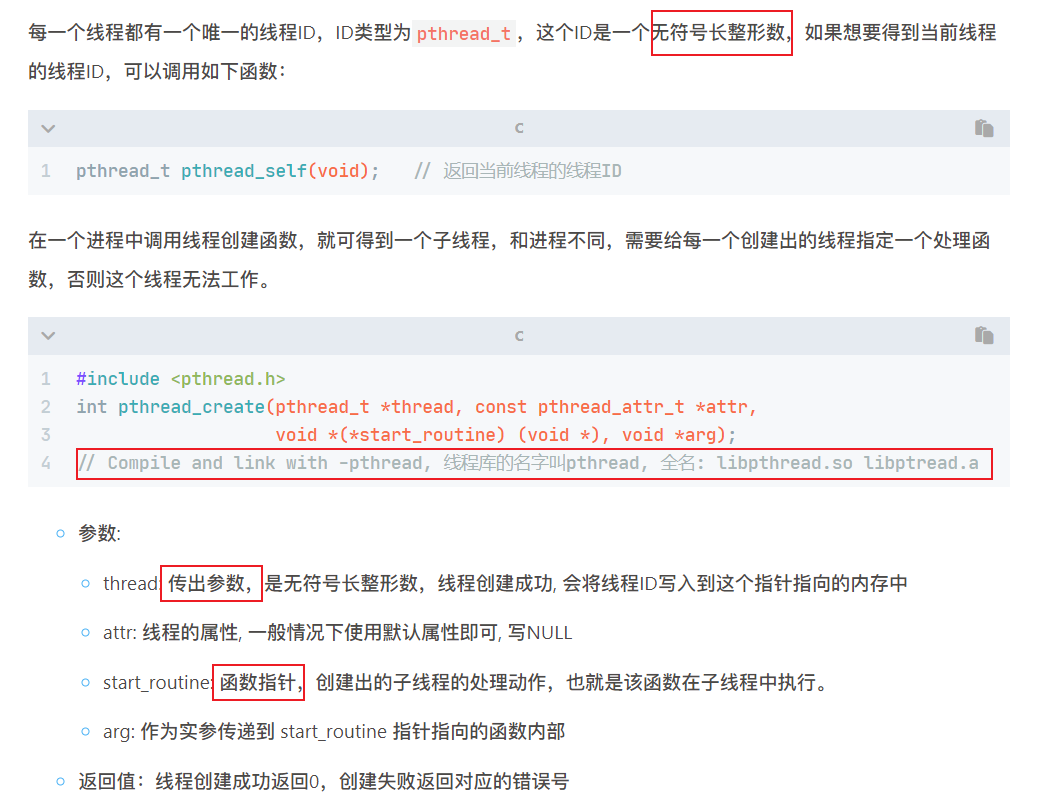 每一个线程都有一个唯一的线程ID，ID类型为 pthread_t ，这个ID是一个无符号长整形数，如果想要得到当前线程
的线程ID，可以调用如下函数：
C
1 pthread_t pthread_self(void); // 返回当前线程的线程ID
在一个进程中调用线程创建函数，就可得到一个子线程，和进程不同，需要给每一个创建出的线程指定一个处理函
数，否则这个线程无法工作。
C
1 #include <pthread.h>
2 int pthread_create(pthread_t *thread, const pthread_attr_t *attr,
3 void *(*start_routine) (void *), void *arg);
4 // Compile and link with -pthread, 线程库的名字叫pthread, 全名: libpthread.so libptread.a
参数:
thread: 传出参数，是无符号长整形数，线程创建成功, 会将线程ID写入到这个指针指向的内存中
attr: 线程的属性, 一般情况下使用默认属性即可, 写NULL
start_routine: 函数指针，创建出的子线程的处理动作，也就是该函数在子线程中执行。
arg: 作为实参传递到 start_routine 指针指向的函数内部
返回值：线程创建成功返回0，创建失败返回对应的错误号